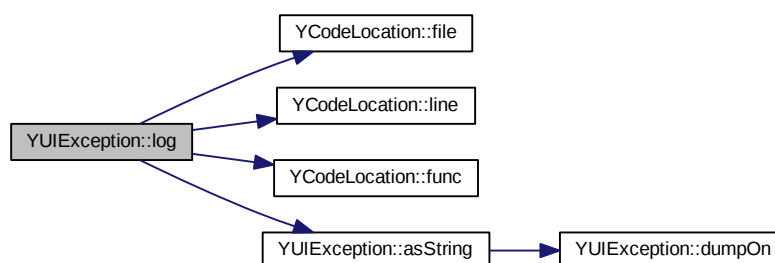 YCodeLocation::file
YCodeLocation::line
YUIException::log
YCodeLocation::func
YUIException::asString
YUIException::dumpOn